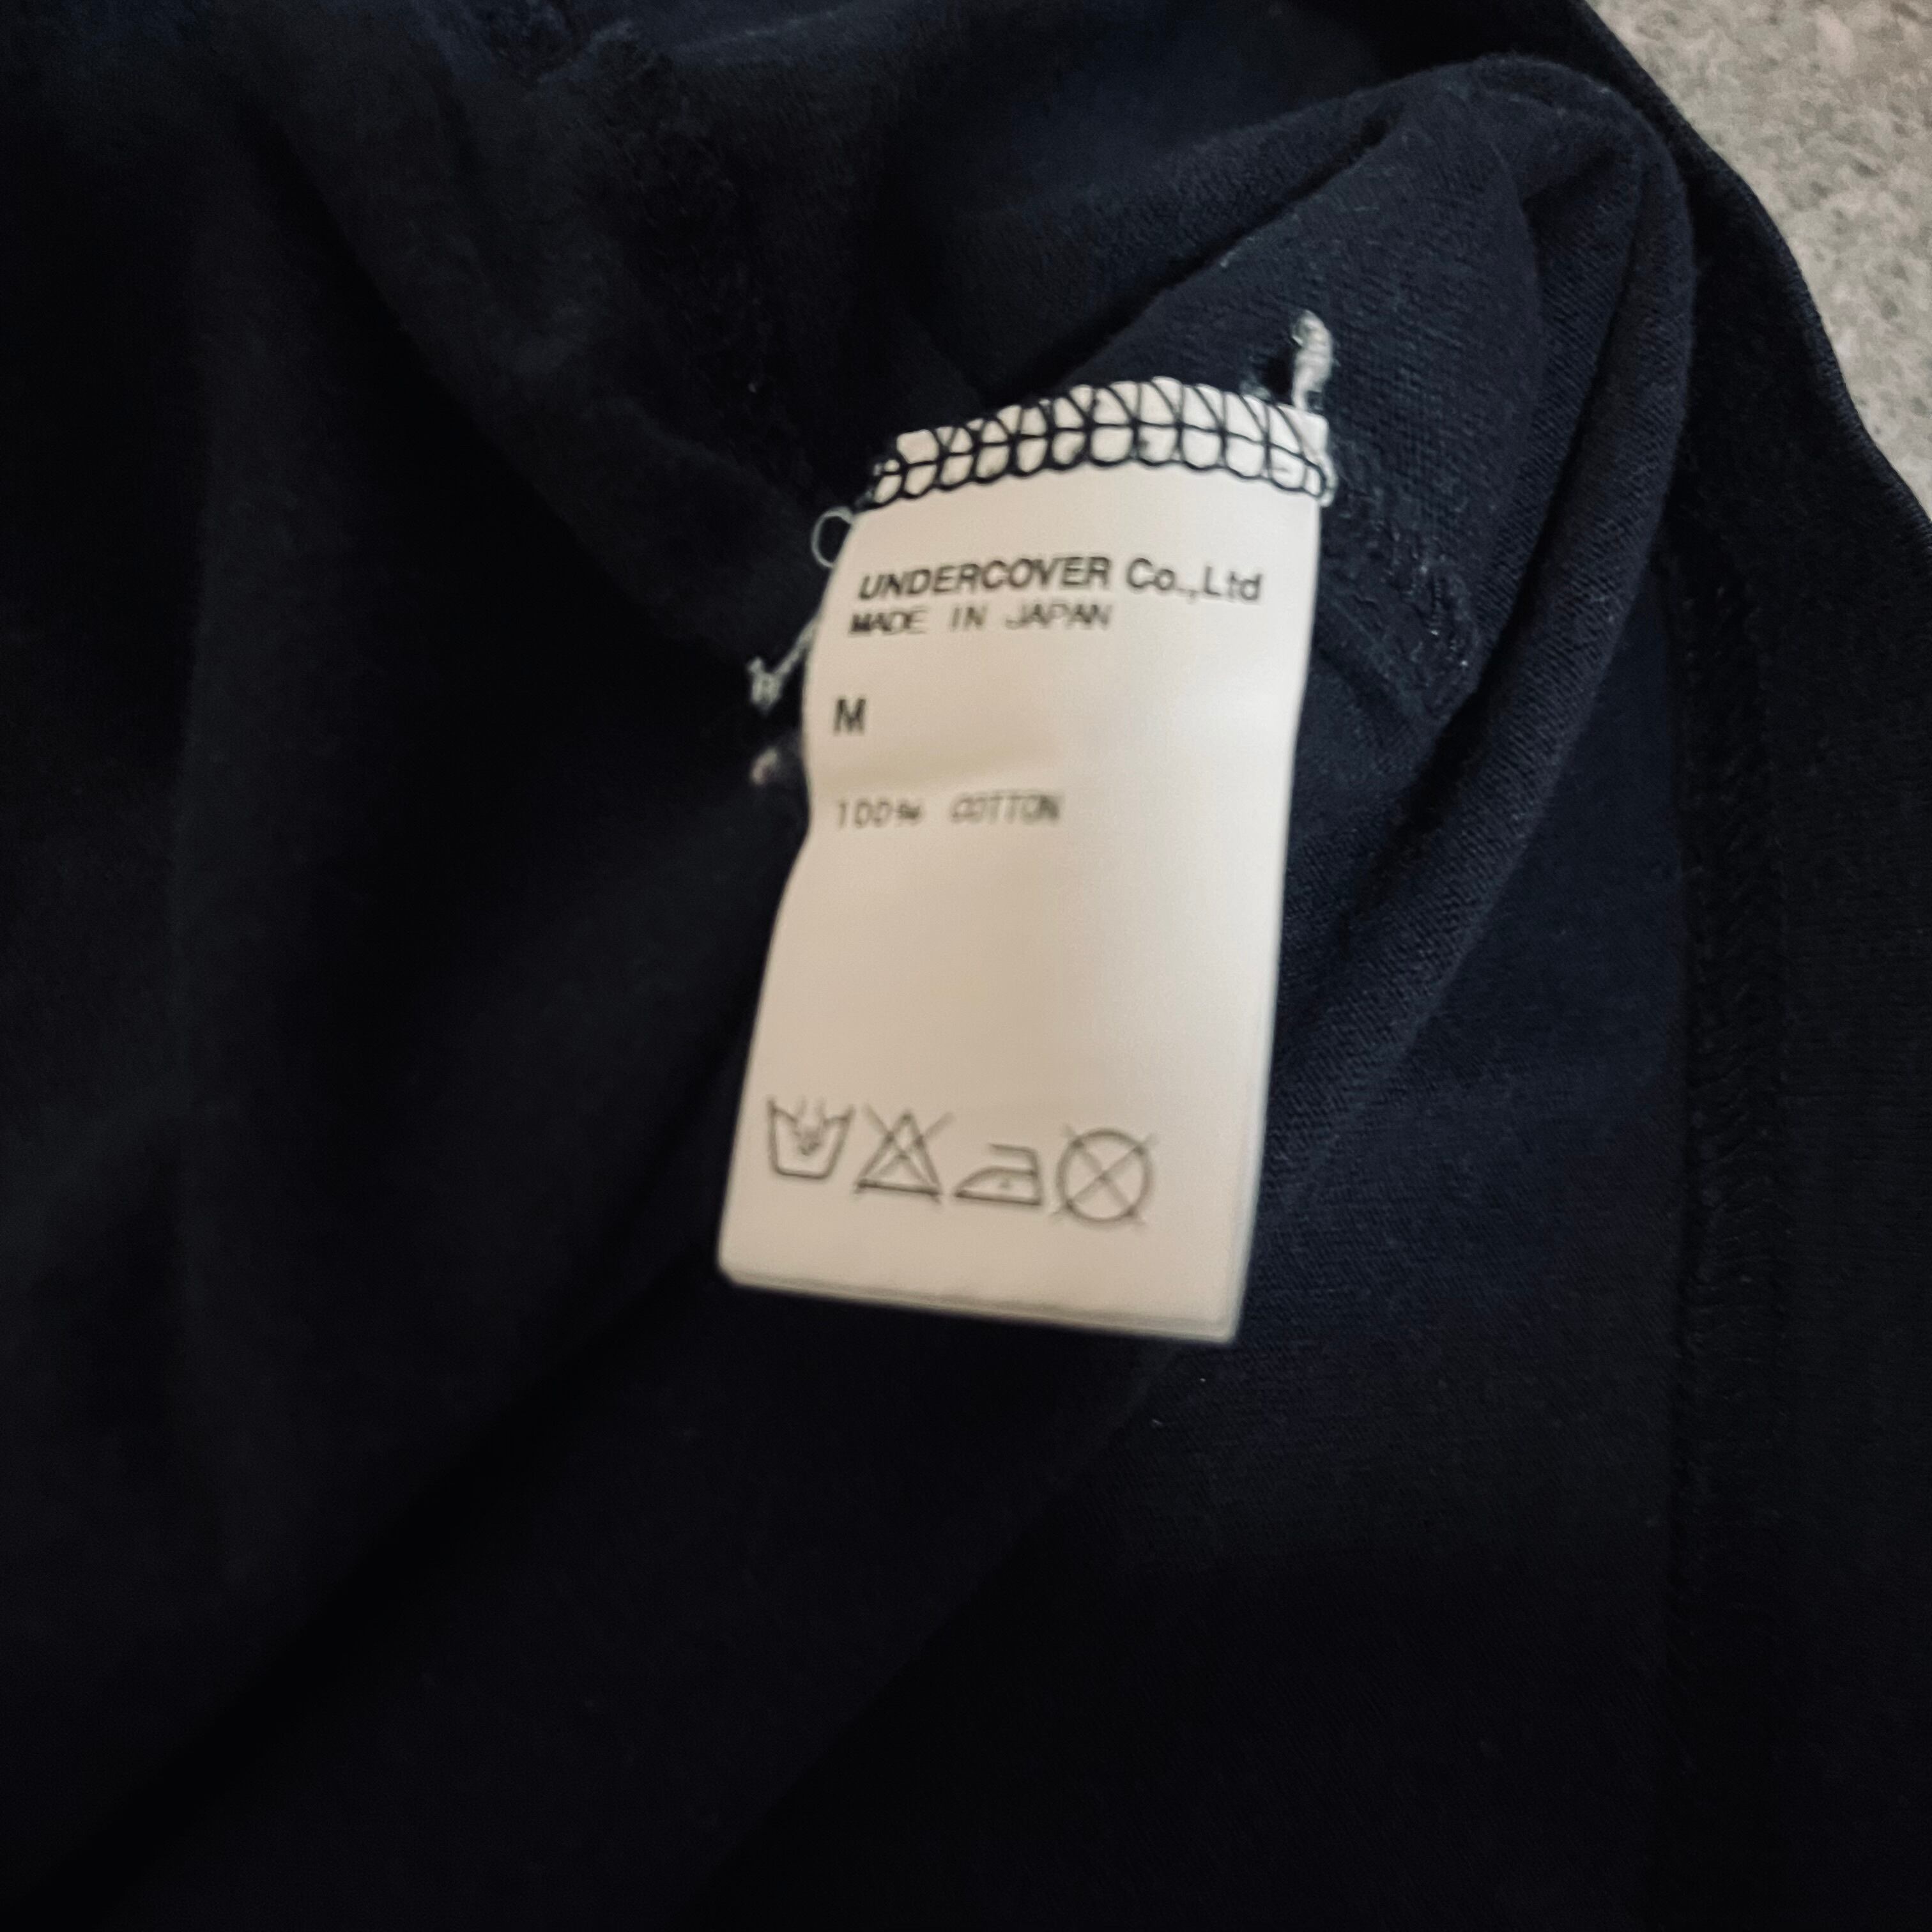 UNDERCOVER Co.,Ltd
MADE IN JAPAN
M
100% COTTON